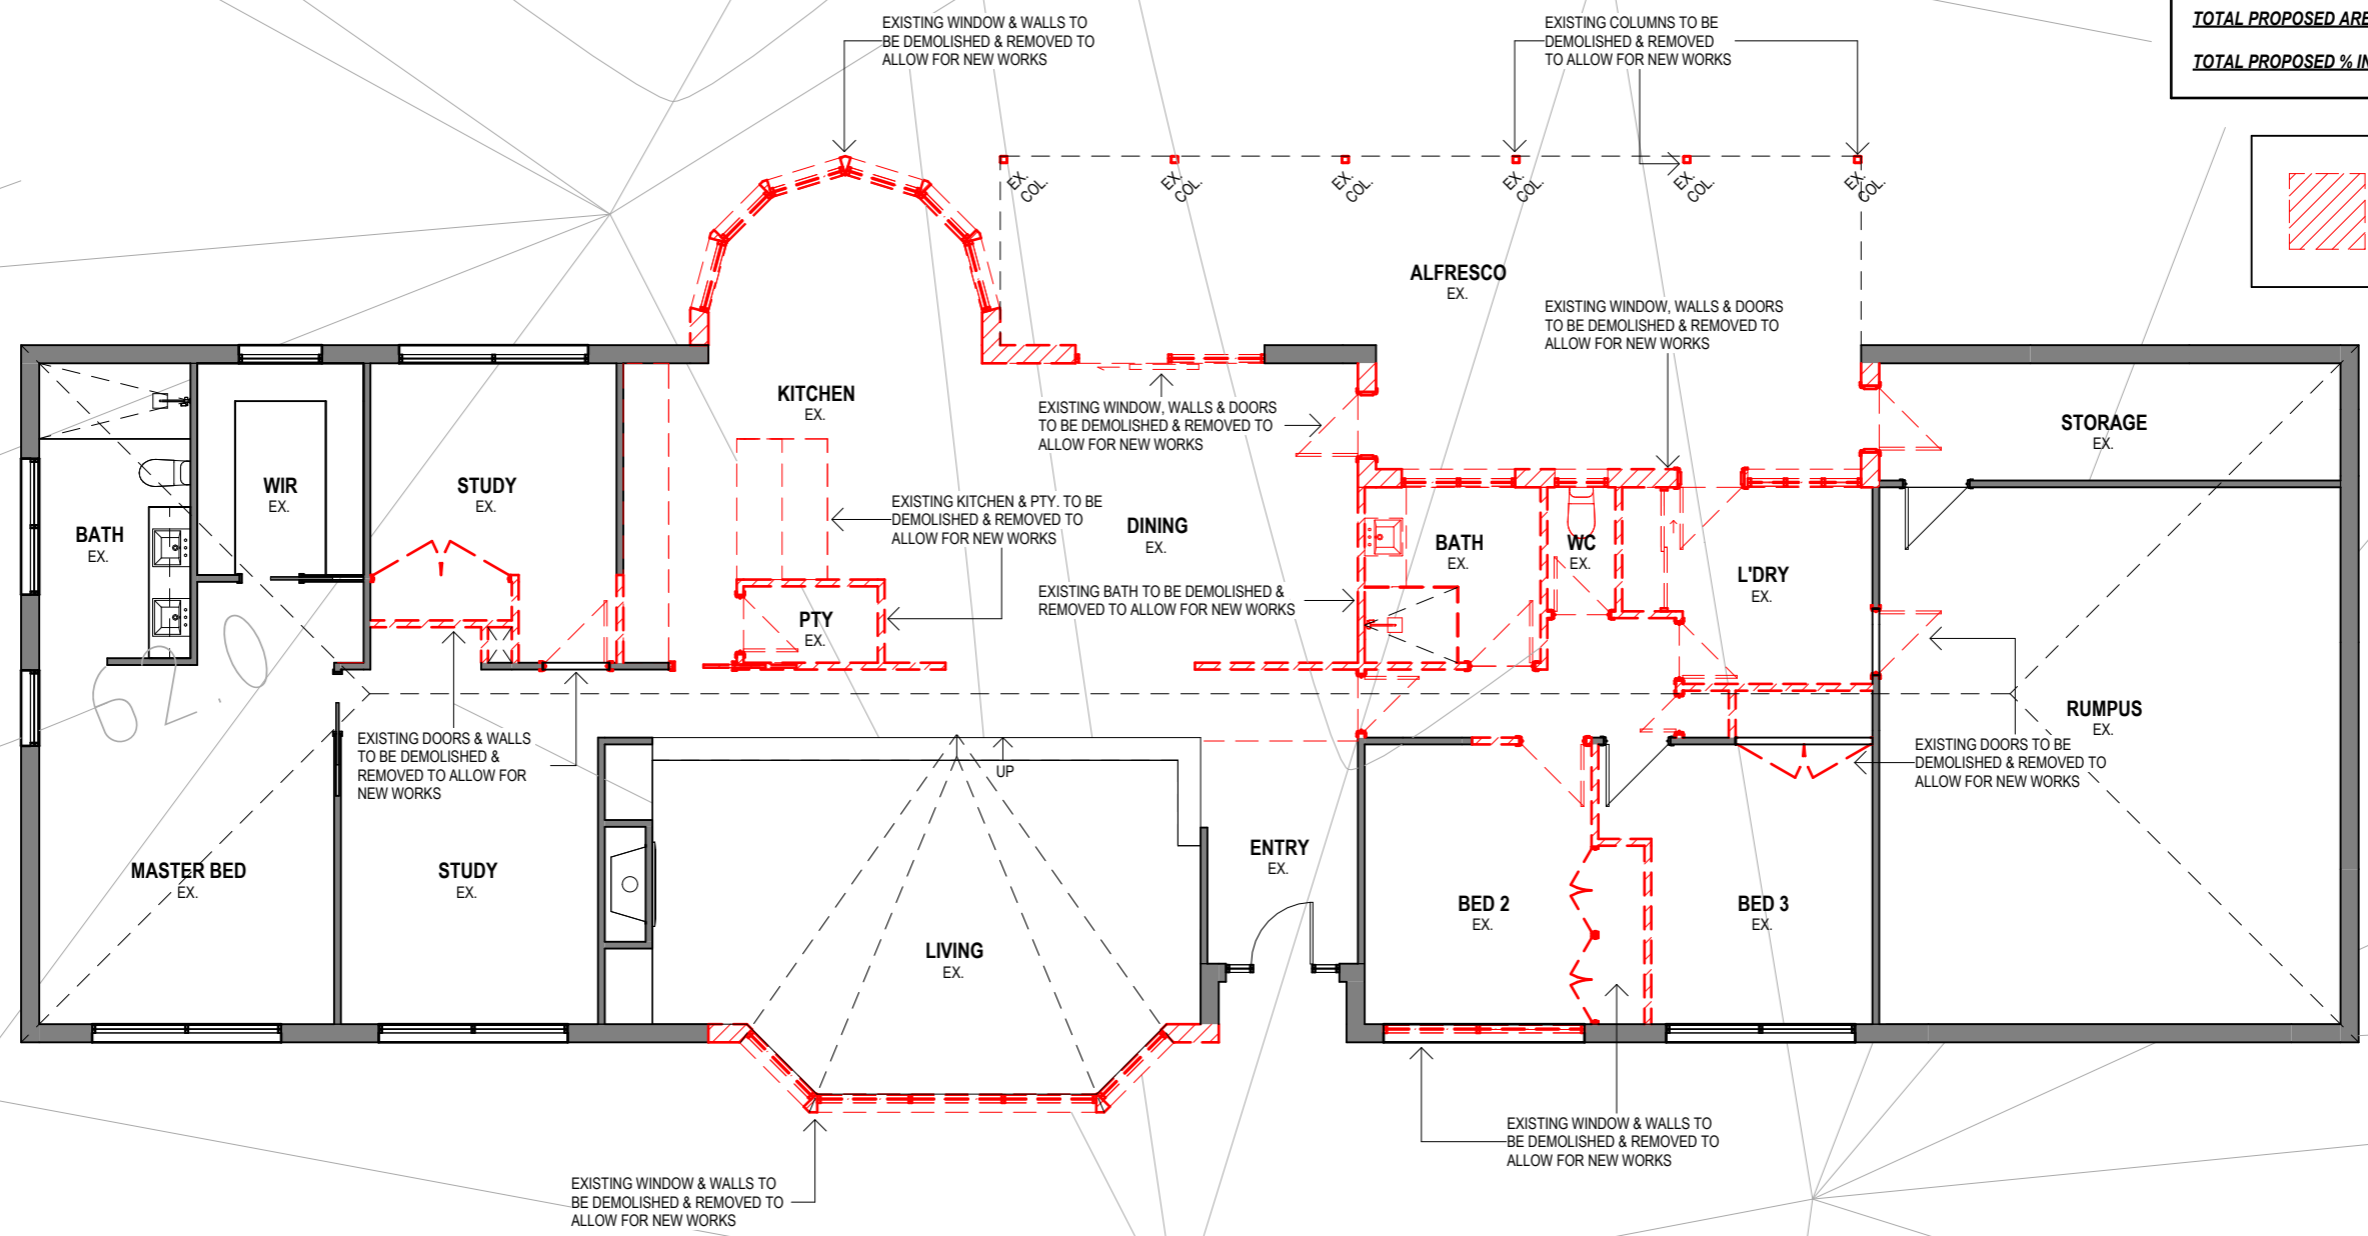 TOTAL PROPOSED ARE
TOTAL PROPOSED % IN
EXISTING WINDOW & WALLS TO
BE DEMOLISHED & REMOVED TO
ALLOW FOR NEW WORKS
EXISTING COLUMNS TO BE
DEMOLISHED & REMOVED
TO ALLOW FOR NEW WORKS
EX.
COL.
EX.
COL.
EX.
COL.
EX.
COL.
EX.
COL.
EX.
COL.
ALFRESCO
EX.
EXISTING WINDOW, WALLS & DOORS
TO BE DEMOLISHED & REMOVED TO
ALLOW FOR NEW WORKS
KITCHEN
EX.
EXISTING WINDOW, WALLS & DOORS
TO BE DEMOLISHED & REMOVED TO
ALLOW FOR NEW WORKS
STORAGE
EX.
WIR
EX.
STUDY
EX.
EXISTING KITCHEN & PTY. TO BE
DEMOLISHED & REMOVED TO
ALLOW FOR NEW WORKS
DINING
EX.
BATH
EX.
BATH
EX.
WC
EX.
L'DRY
EX.
EXISTING BATH TO BE DEMOLISHED &
REMOVED TO ALLOW FOR NEW WORKS
PTY
EX.
62.0
EXISTING DOORS & WALLS
TO BE DEMOLISHED &
REMOVED TO ALLOW FOR
NEW WORKS
UP
RUMPUS
EX.
EXISTING DOORS TO BE
DEMOLISHED & REMOVED TO
ALLOW FOR NEW WORKS
MASTER BED
EX.
STUDY
EX.
ENTRY
EX.
LIVING
EX.
BED 2
EX.
BED 3
EX.
EXISTING WINDOW & WALLS TO
BE DEMOLISHED & REMOVED TO
ALLOW FOR NEW WORKS
EXISTING WINDOW & WALLS TO
BE DEMOLISHED & REMOVED TO
ALLOW FOR NEW WORKS